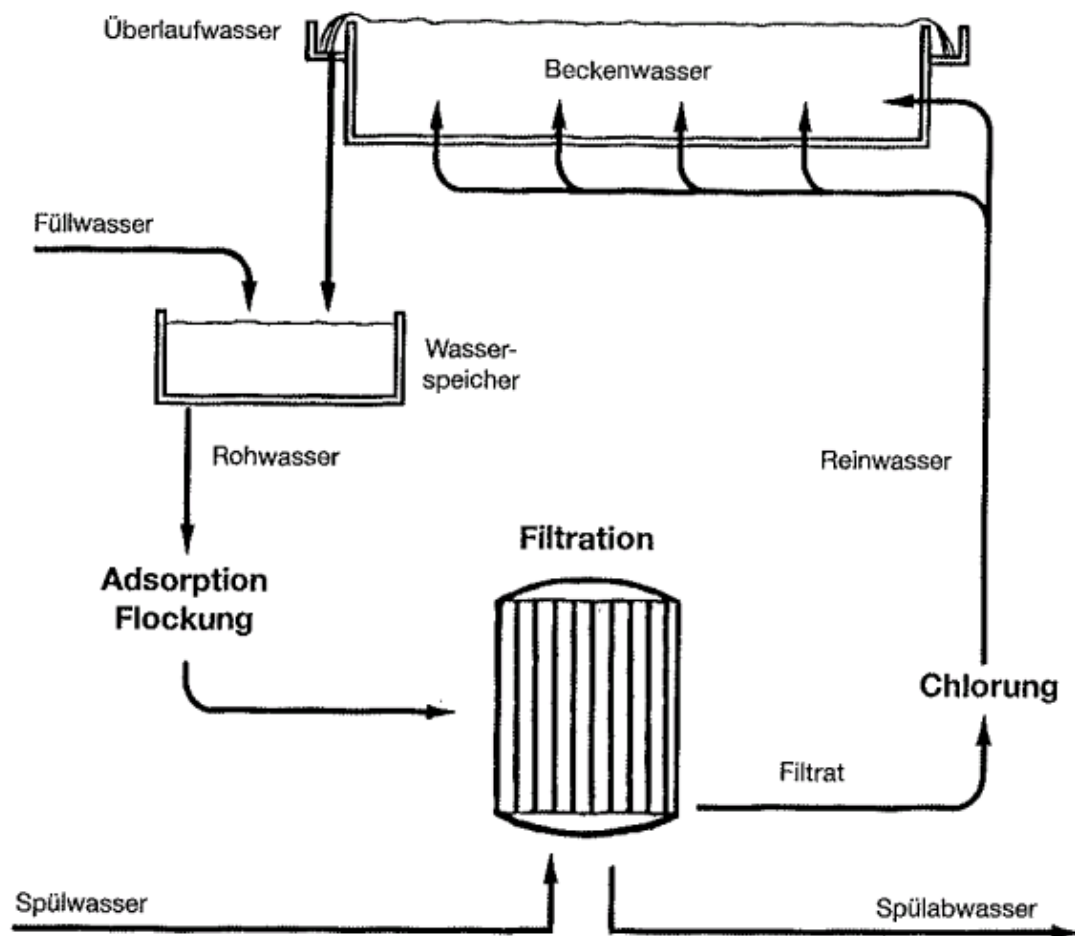 Überlaufwasser
Beckenwasser
Füllwasser
Wasser-
speicher
Rohwasser
Reinwasser
Filtration
Adsorption
Flockung
Chlorung
Filtrat
Spülwasser
Spülabwasser